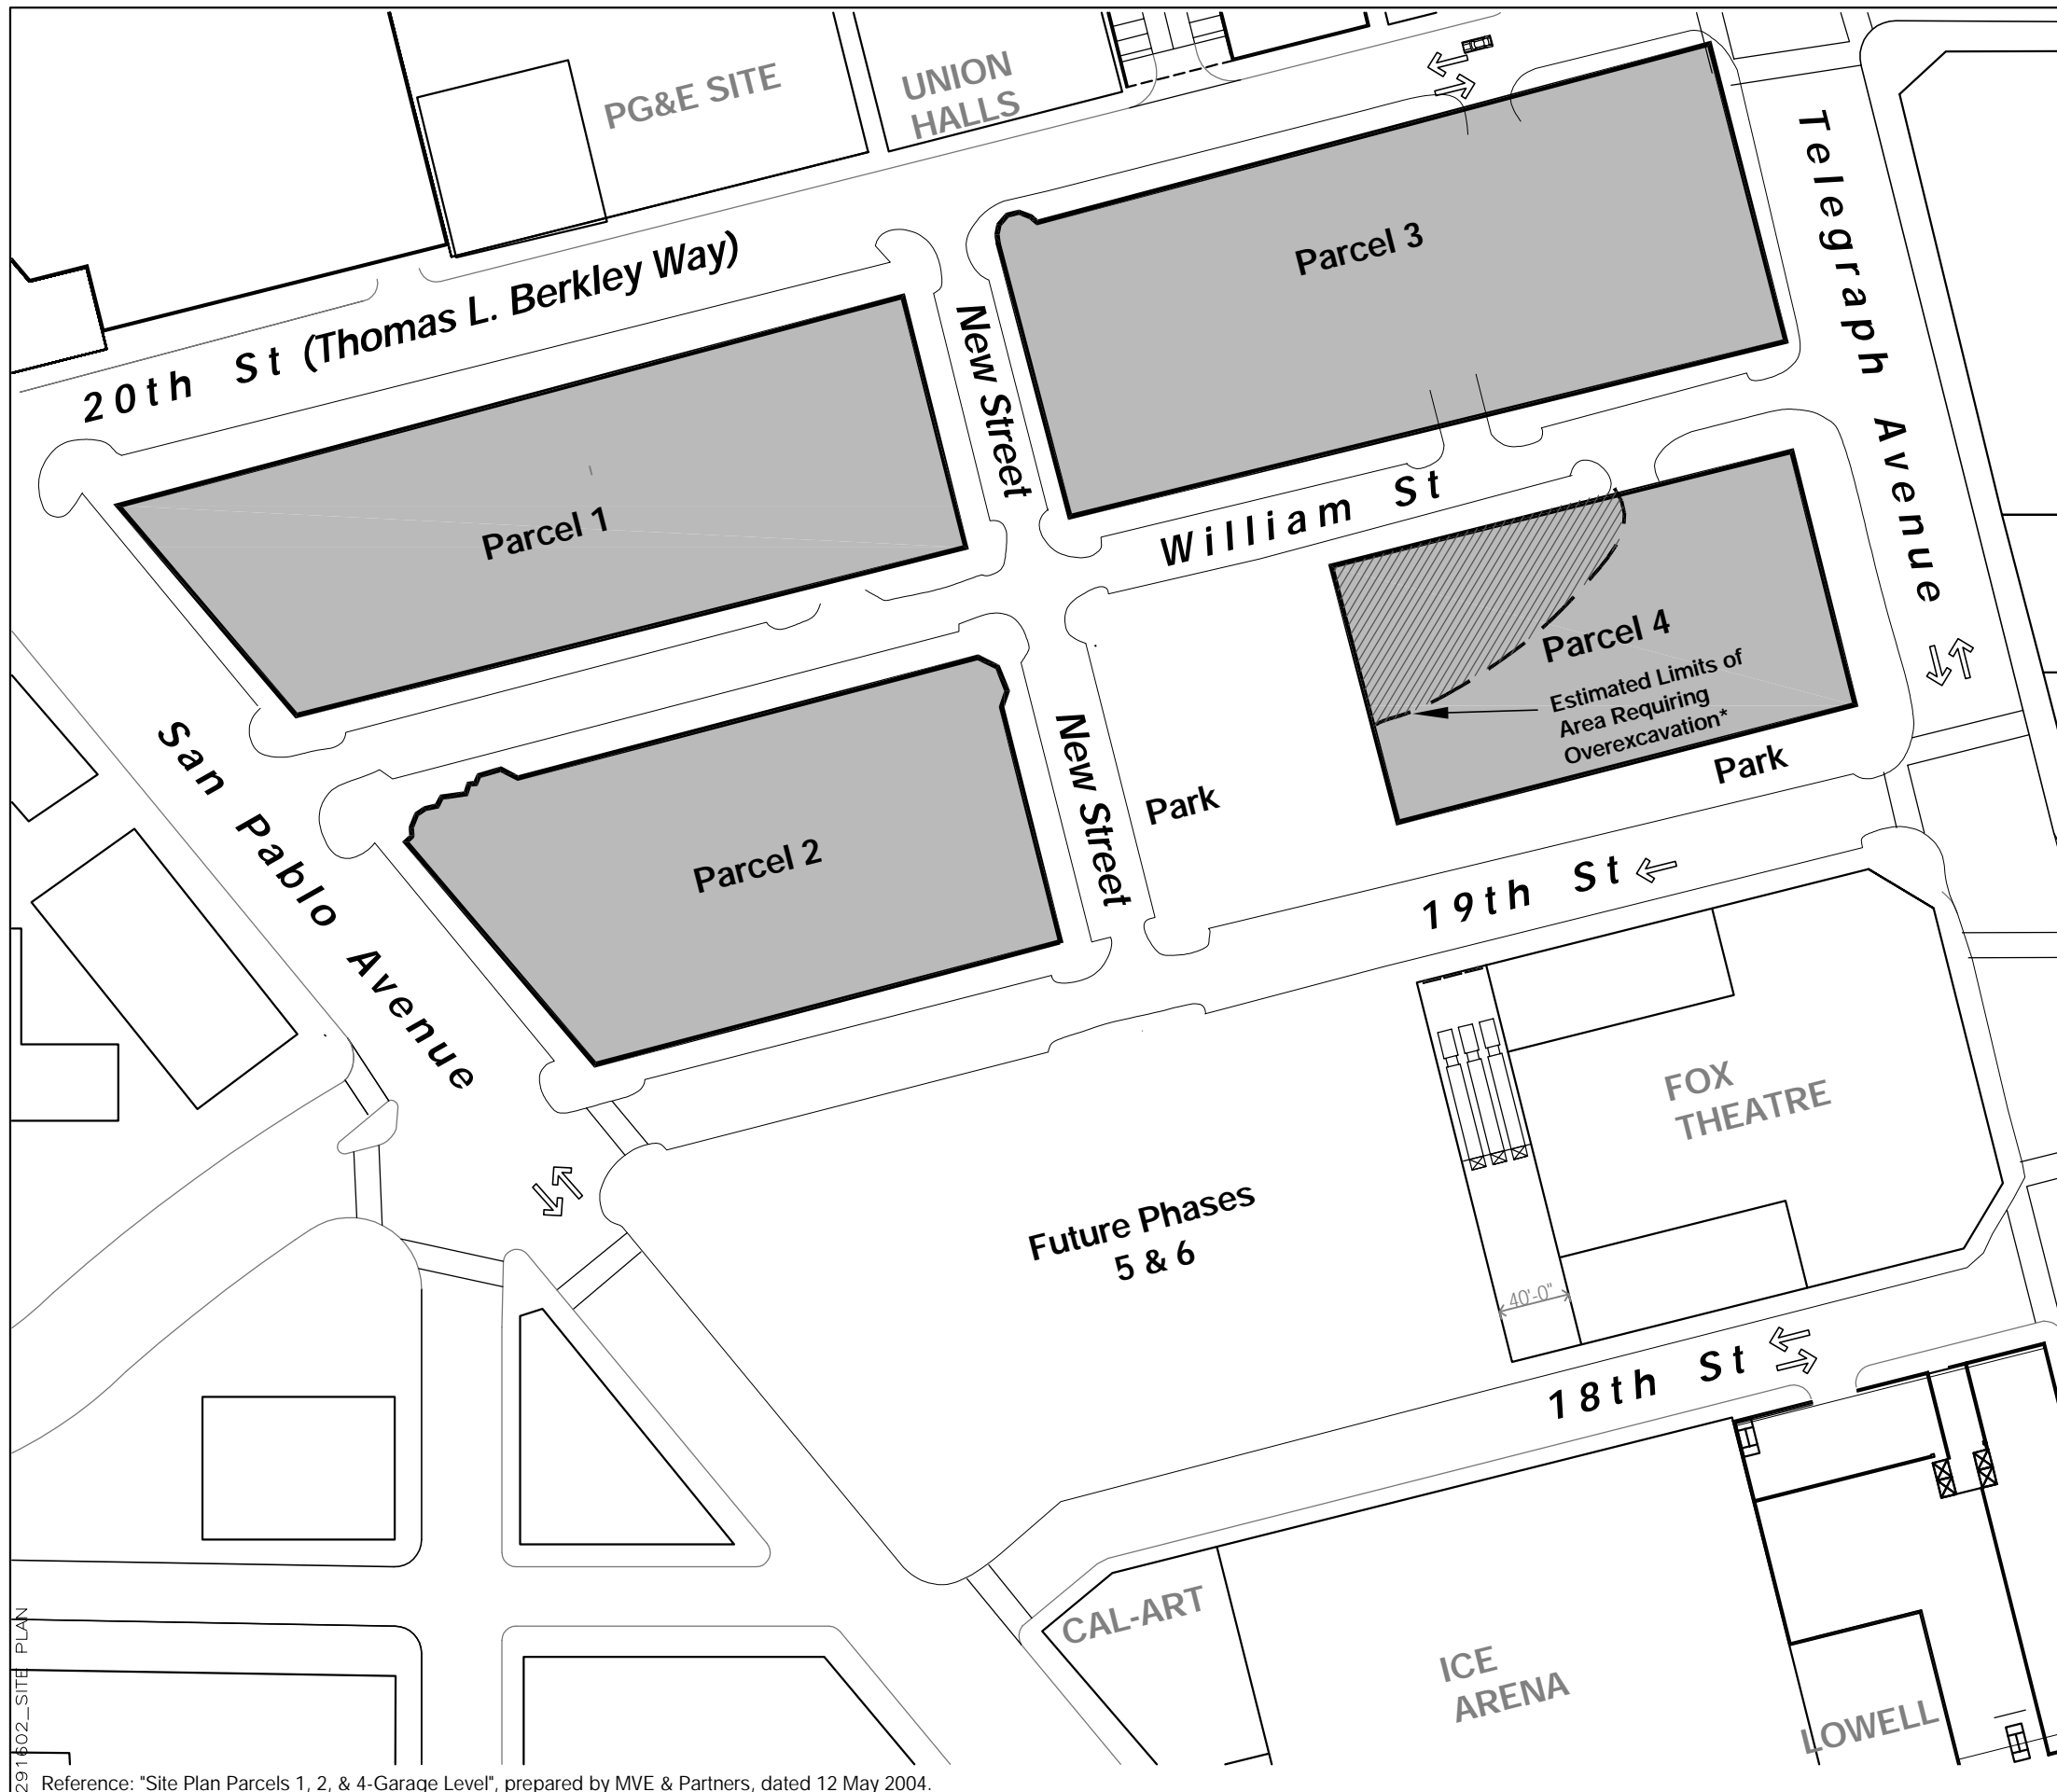 PG&E SITE
UNION
HALLS
20th St (Thomas L. Berkley Way)
Parcel 3
Telegraph Avenue
New Street
Parcel 1
William St
Parcel 4
Estimated Limits of
Area Requiring
Overexcavation*
Park
Park
San Pablo Avenue
New Street
Parcel 2
19th St
FOX
THEATRE
Future Phases
5 & 6
40'-0"
18th St
CAL-ART
ICE
ARENA
LOWELL
291602_SITE PLAN
Reference: "Site Plan Parcels 1, 2, & 4-Garage Level", prepared by MVE & Partners, dated 12 May 2004.